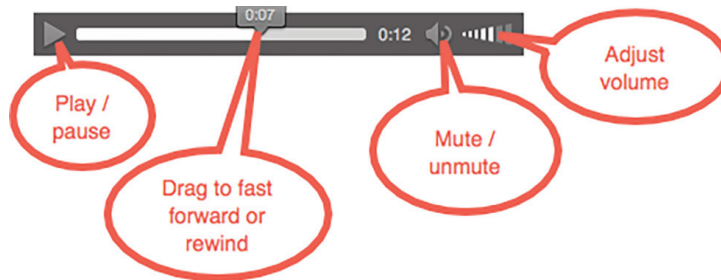 0:07
0:12
Play /
pause
Drag to fast
forward or
rewind
Mute /
unmute
Adjust
volume